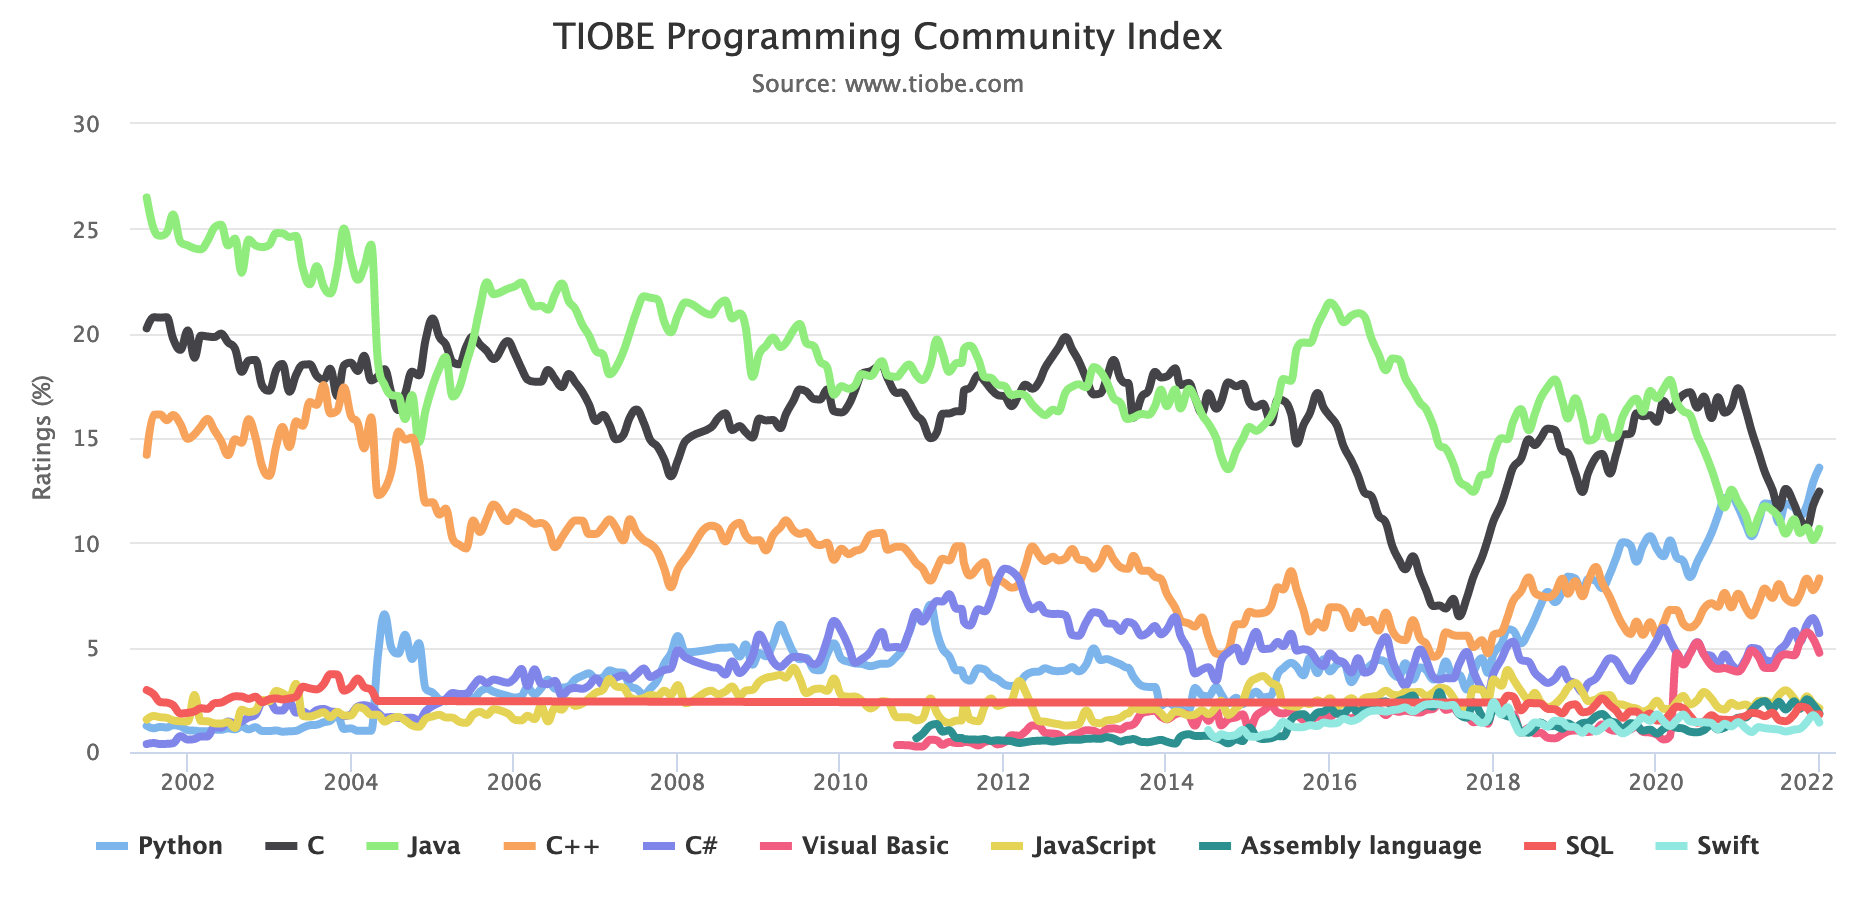 TIOBE Programming Community Index
Source: www.tiobe.com
Ratings (%)
30
25
20
15
10
5
0
2002 2004 2006 2008 2010 2012 2014 2016 2018 2020 2022
Python C Java C++ C# Visual Basic JavaScript Assembly language SQL Swift